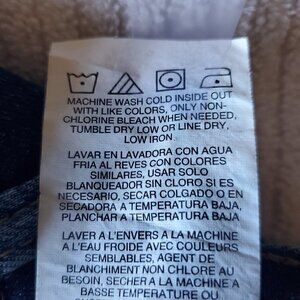 MACHINE WASH COLD INSIDE OUT
WITH LIKE COLORS, ONLY NON-
CHLORINE BLEACH WHEN NEEDED,
TUMBLE DRY LOW OR LINE DRY,
LOW IRON.
LAVAR EN LAVADORA CON AGUA
FRIA AL REVES CON COLORES
SIMILARES, USAR SOLO
BLANQUEADOR SIN CLORO SI ES
NECESARIO, SECAR COLGADO O EN
SECADORA A TEMPERATURA BAJA,
PLANCHAR A TEMPERATURA BAJA.
LAVER A L'ENVERS A LA MACHINE
A L'EAU FROIDE AVEC COULEURS
SEMBLABLES, AGENT DE
BLANCHIMENT NON CHLORE AU
BESOIN, SECHER A LA MACHINE A
BASSE TEMPERATURE OU